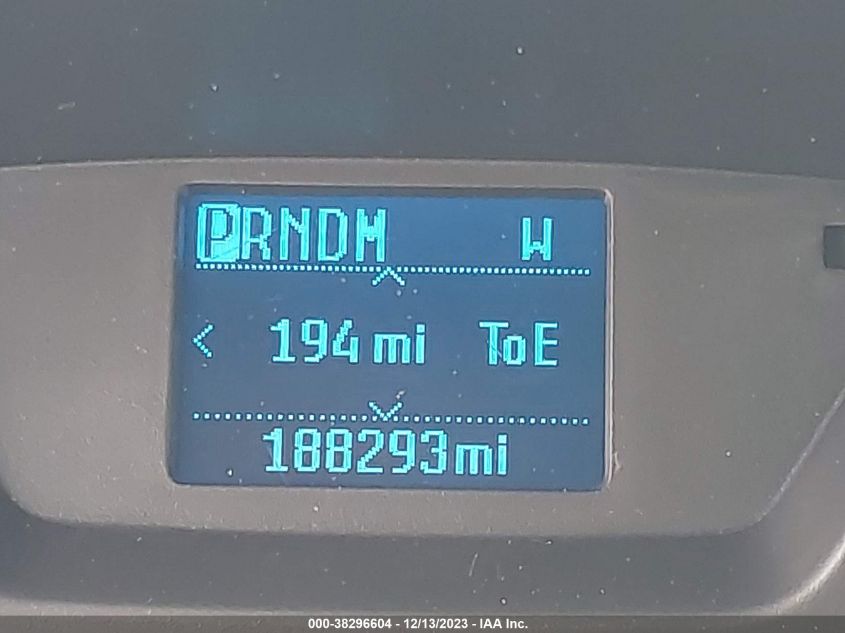 PRNDM W
194 mi ToE
188293mi
000-38296604 - 12/13/2023 - IAA Inc.